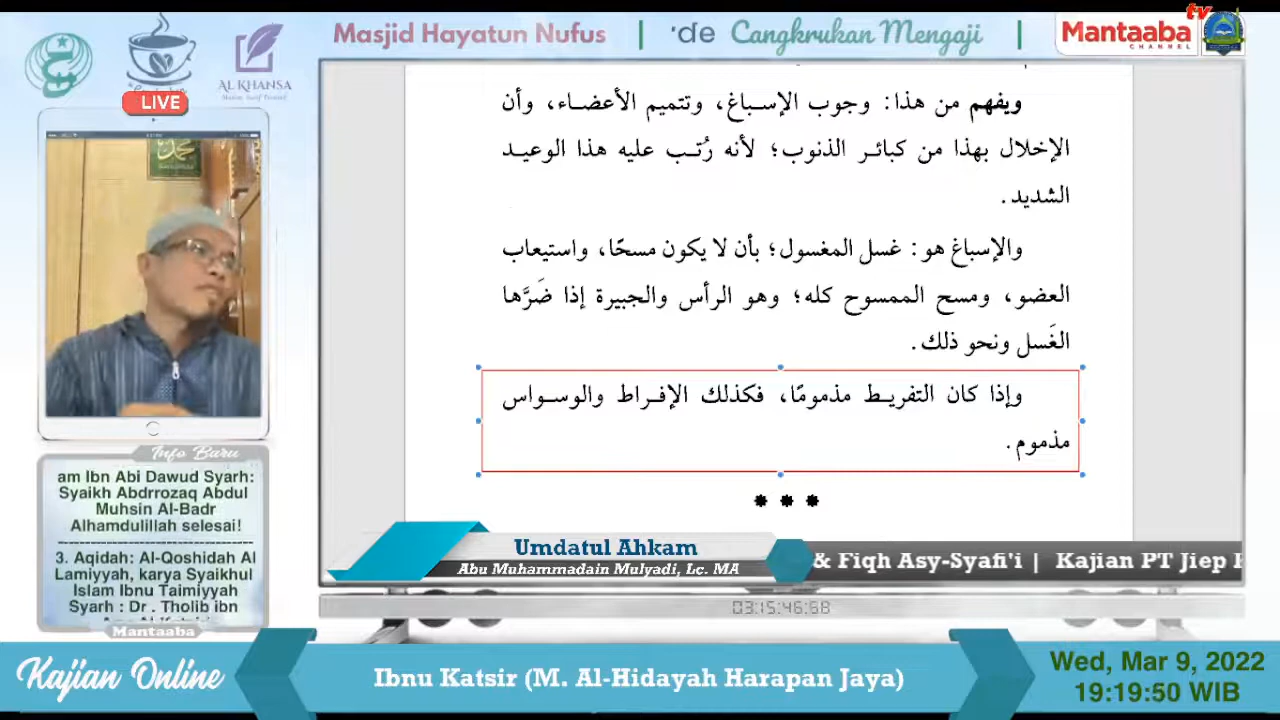 Masjid Hayatun Nufus | 'de Cangkrukan Mengaji |
Mantaaba tv
CHANNEL
AL KHANSA
LIVE
ويفهم من هذا: وجوب الإسباغ، وتتميم الأعضاء، وأن
الإخلال بهذا من كبائر الذنوب؛ لأنه رُتب عليه هذا الوعيد
الشديد.
والإسباغ هو: غسل المغسول؛ بأن لا يكون مسحًا، واستيعاب
العضو، ومسح الممسوح كله؛ وهو الرأس والجبيرة إذا ضَرَّها
الغَسل ونحو ذلك.
وإذا كان التفريط مذمومًا، فكذلك الإفراط والوسواس
مذموم.
***
Info Baru
am Ibn Abi Dawud Syarh:
Syaikh Abdrrozaq Abdul
Muhsin Al-Badr
Alhamdulillah selesai!
--------------------------------
3. Aqidah: Al-Qoshidah Al
Lamiyyah, karya Syaikhul
Islam Ibnu Taimiyyah
Syarh : Dr . Tholib ibn
Mantaaba
Umdatul Ahkam
Abu Muhammadain Mulyadi, Lc. MA
& Fiqh Asy-Syafi'i | Kajian PT Jiep
03:15:46:68
Kajian Online
Ibnu Katsir (M. Al-Hidayah Harapan Jaya)
Wed, Mar 9, 2022
19:19:50 WIB